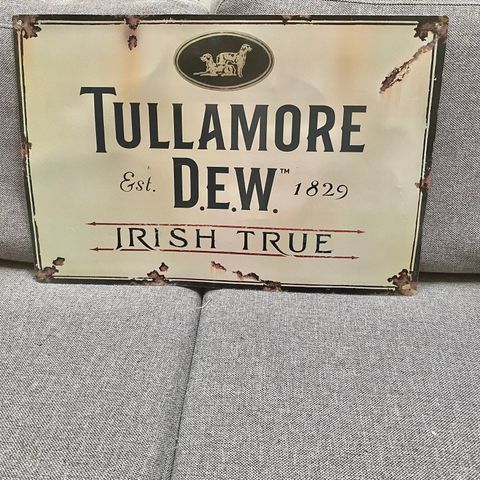 TULLAMORE
Est. D.E.W.™ 1829
IRISH TRUE